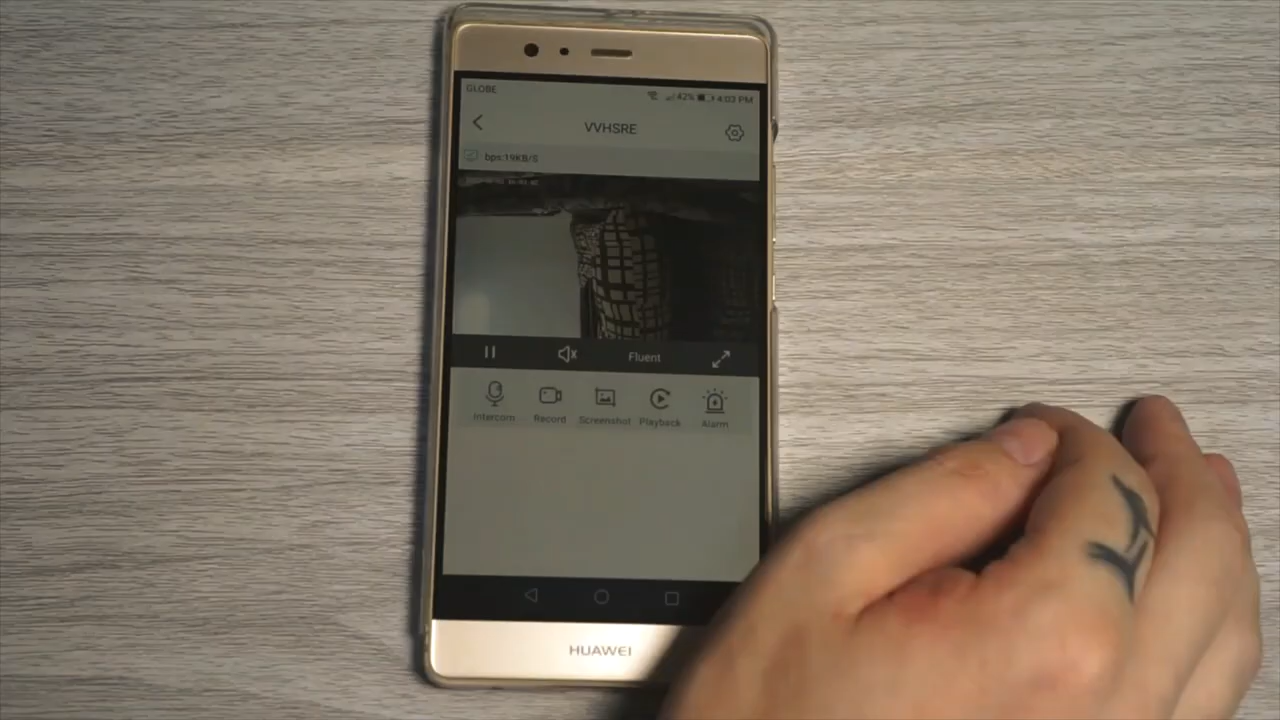 GLOBE
42% 4:03 PM
VVHSRE
bps:19KB/S
Fluent
Intercom Record Screenshot Playback Alarm
HUAWEI